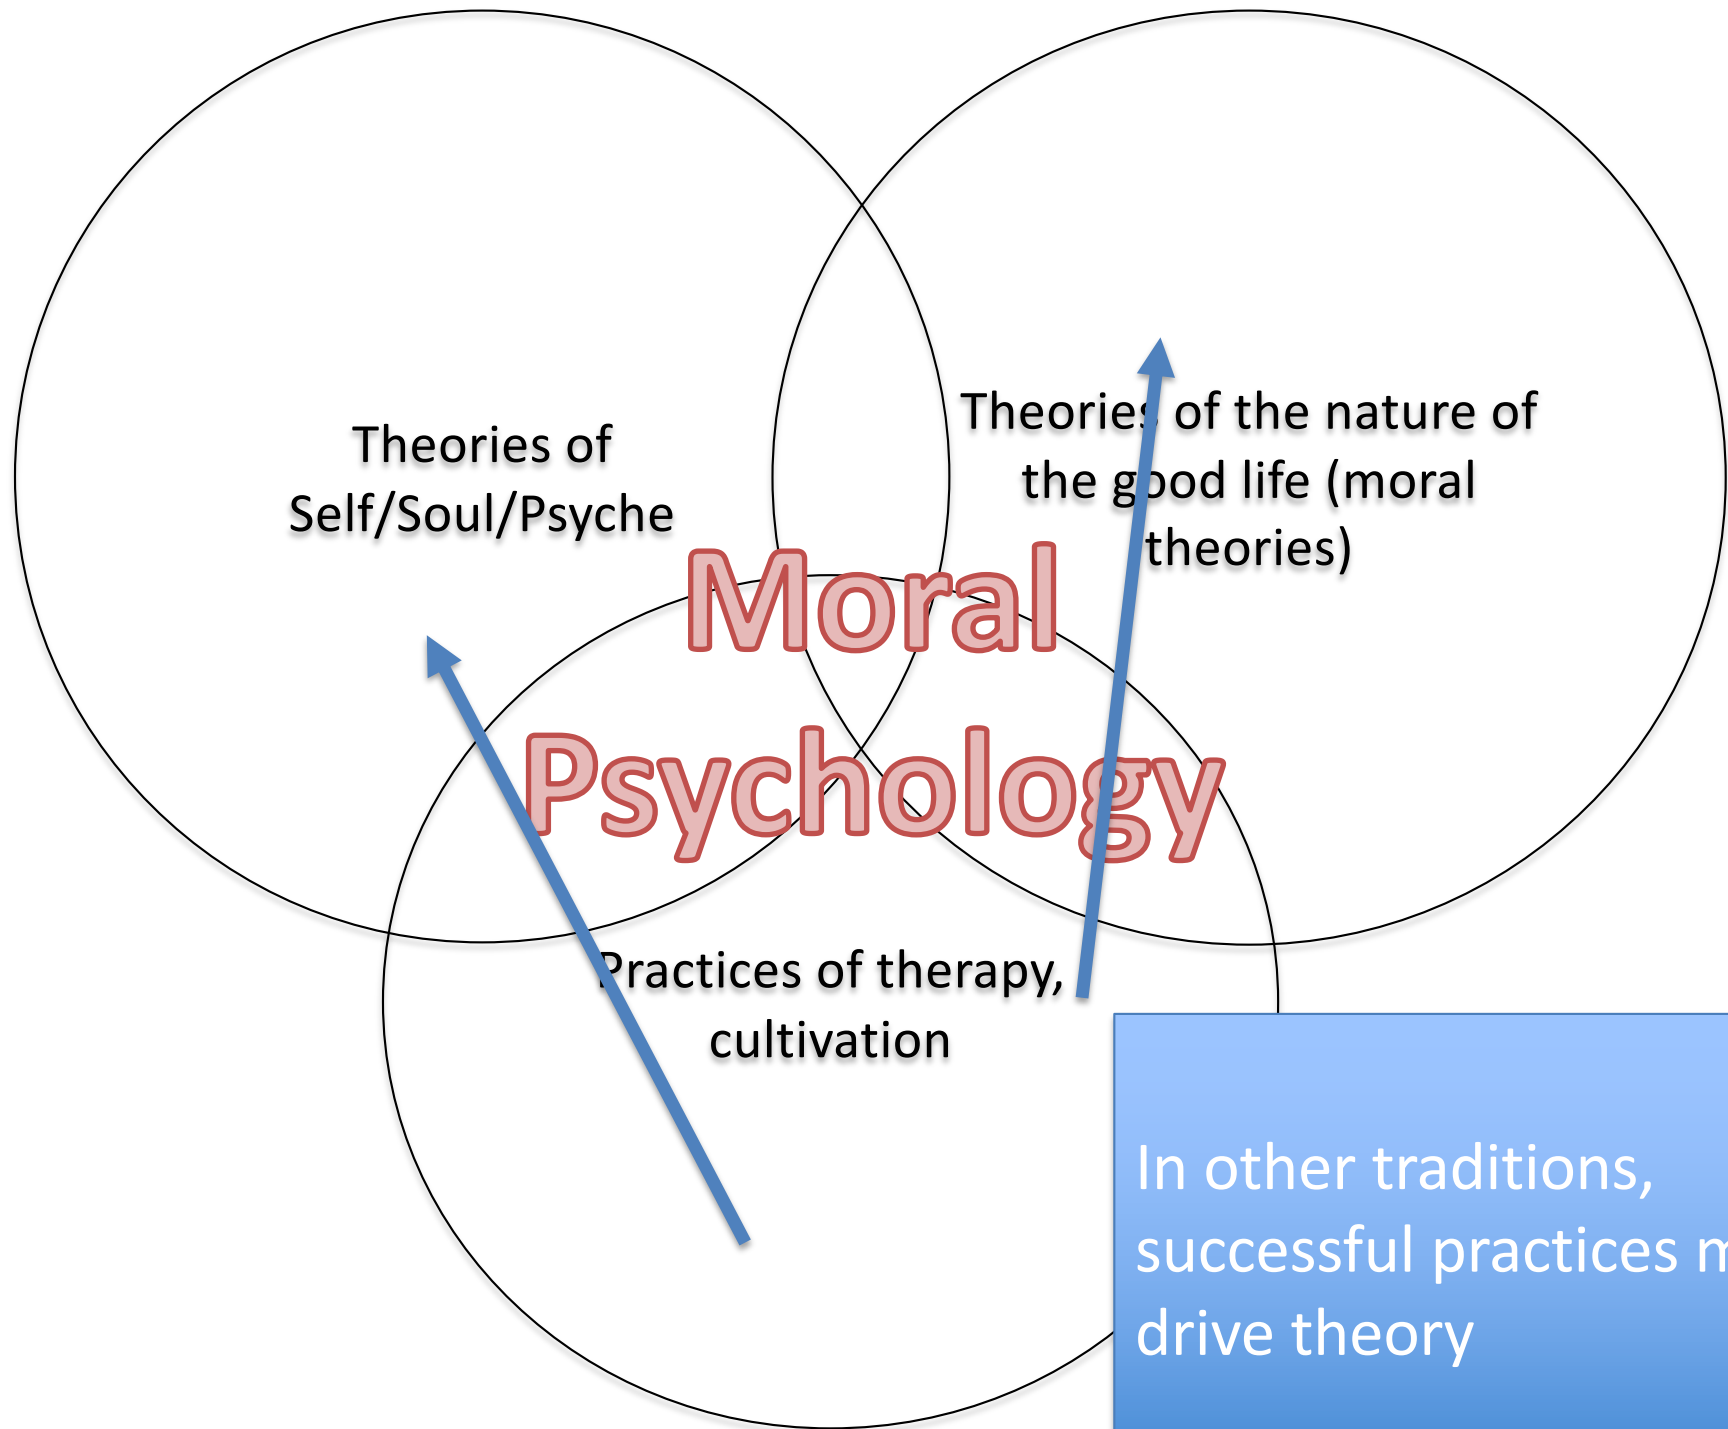 Theories of
Self/Soul/Psyche
Theories of the nature of
the good life (moral
theories)
Moral
Psychology
Practices of therapy,
cultivation
In other traditions,
successful practices
drive theory